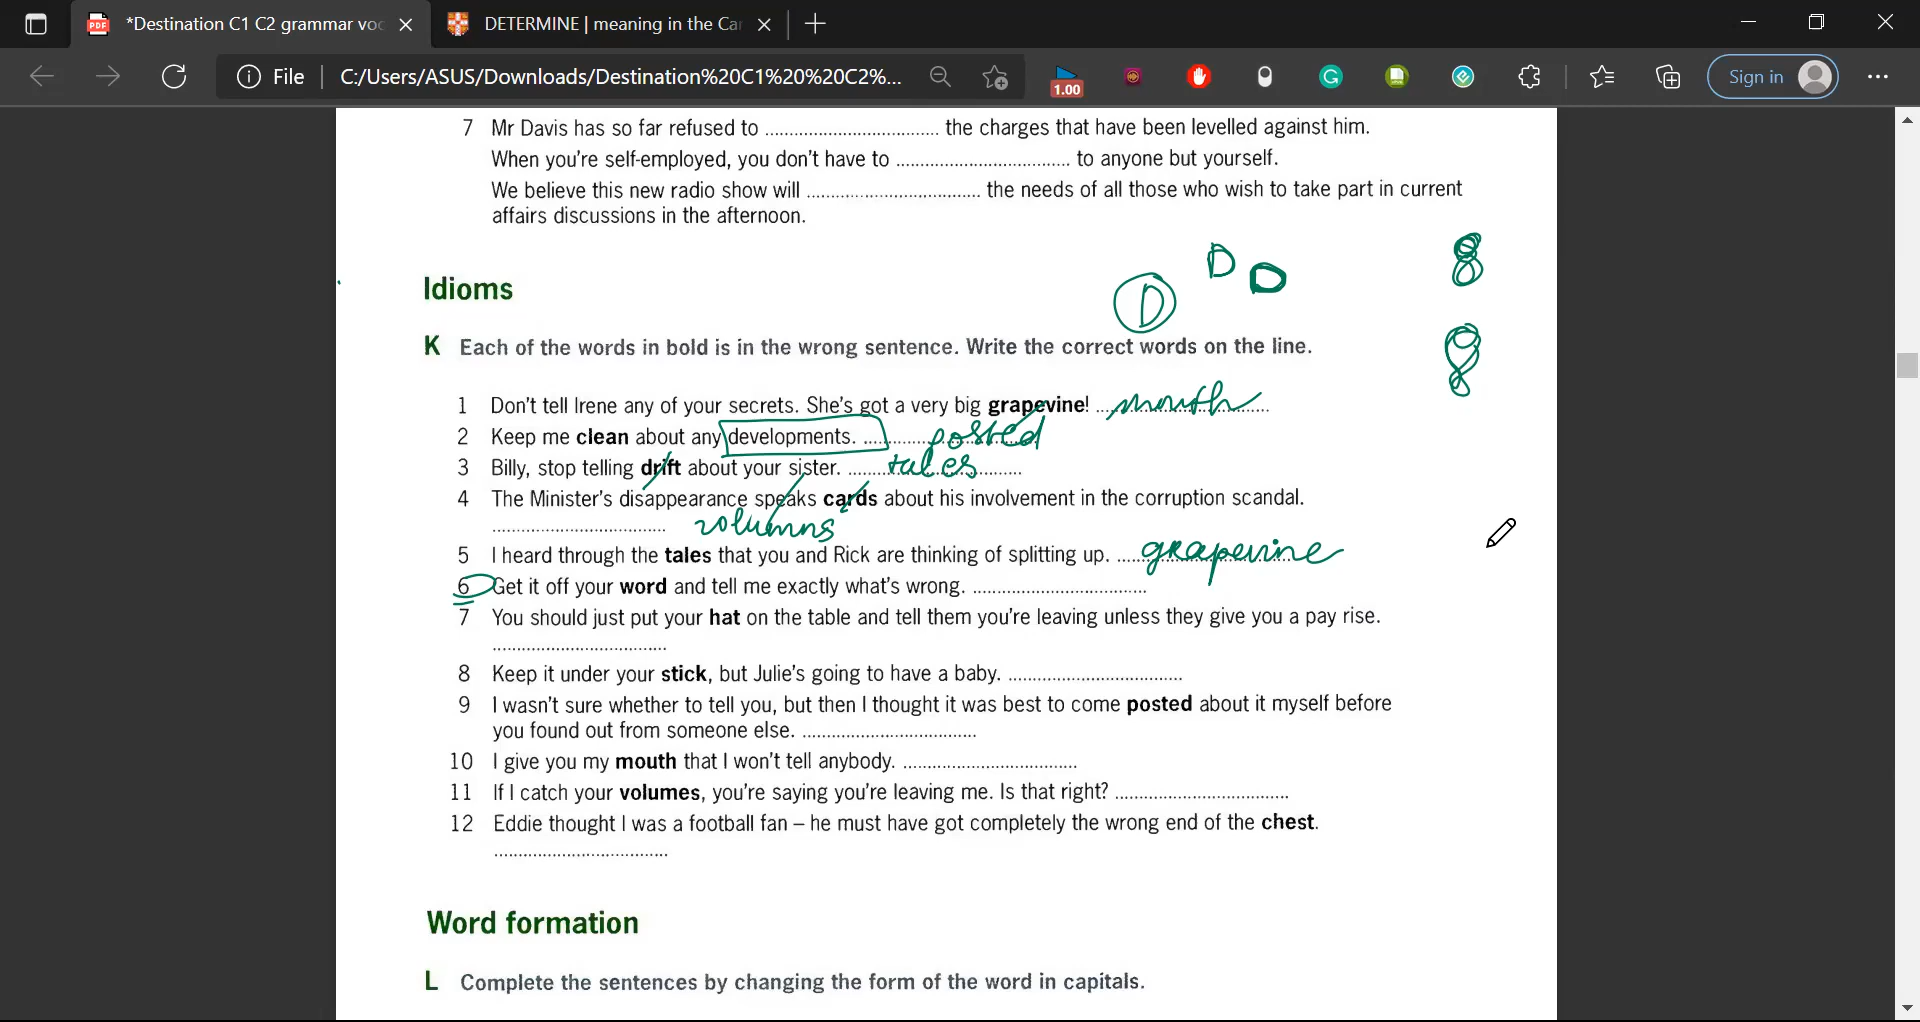 *Destination C1 C2 grammar voc
DETERMINE | meaning in the Car
File
C:/Users/ASUS/Downloads/Destination%20C1%20%20C2%...
1.00
Sign in
7 Mr Davis has so far refused to .................................. the charges that have been levelled against him.
When you're self-employed, you don't have to .................................. to anyone but yourself.
We believe this new radio show will .................................. the needs of all those who wish to take part in current
affairs discussions in the afternoon.
D
D
8
Idioms
D
8
K Each of the words in bold is in the wrong sentence. Write the correct words on the line.
1 Don't tell Irene any of your secrets. She's got a very big grapevine! mouth
2 Keep me clean about any developments. posted
3 Billy, stop telling drift about your sister. tales
4 The Minister's disappearance speaks cards about his involvement in the corruption scandal.
.................................. volumns
5 I heard through the tales that you and Rick are thinking of splitting up. grapevine
6 Get it off your word and tell me exactly what's wrong. ..................................
7 You should just put your hat on the table and tell them you're leaving unless they give you a pay rise.
..................................
8 Keep it under your stick, but Julie's going to have a baby. ..................................
9 I wasn't sure whether to tell you, but then I thought it was best to come posted about it myself before
you found out from someone else. ..................................
10 I give you my mouth that I won't tell anybody. ..................................
11 If I catch your volumes, you're saying you're leaving me. Is that right? ..................................
12 Eddie thought I was a football fan – he must have got completely the wrong end of the chest.
..................................
Word formation
L Complete the sentences by changing the form of the word in capitals.